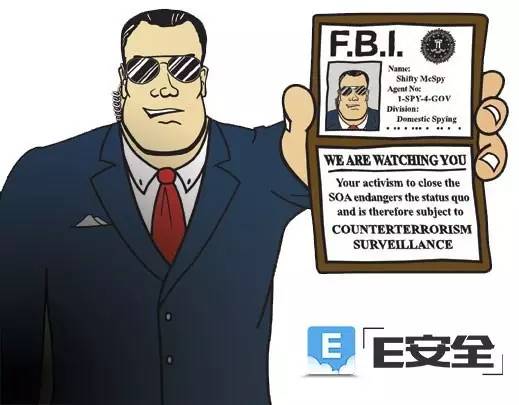 F.B.I.
Name:
Shifty McSpy
Agent No:
1-SPY-4-GOV
Division:
Domestic Spying
WE ARE WATCHING YOU
Your activism to close the
SOA endangers the status quo
and is therefore subject to
COUNTERTERRORISM
SURVEILLANCE
E
「E安全」